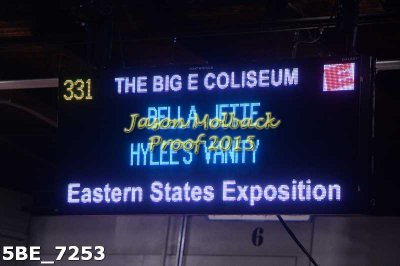 331
THE BIG E COLISEUM
BELLA JETTE
Jason Molback
Proof 2015
HYLEE'S VANITY
Eastern States Exposition
6
5BE_7253